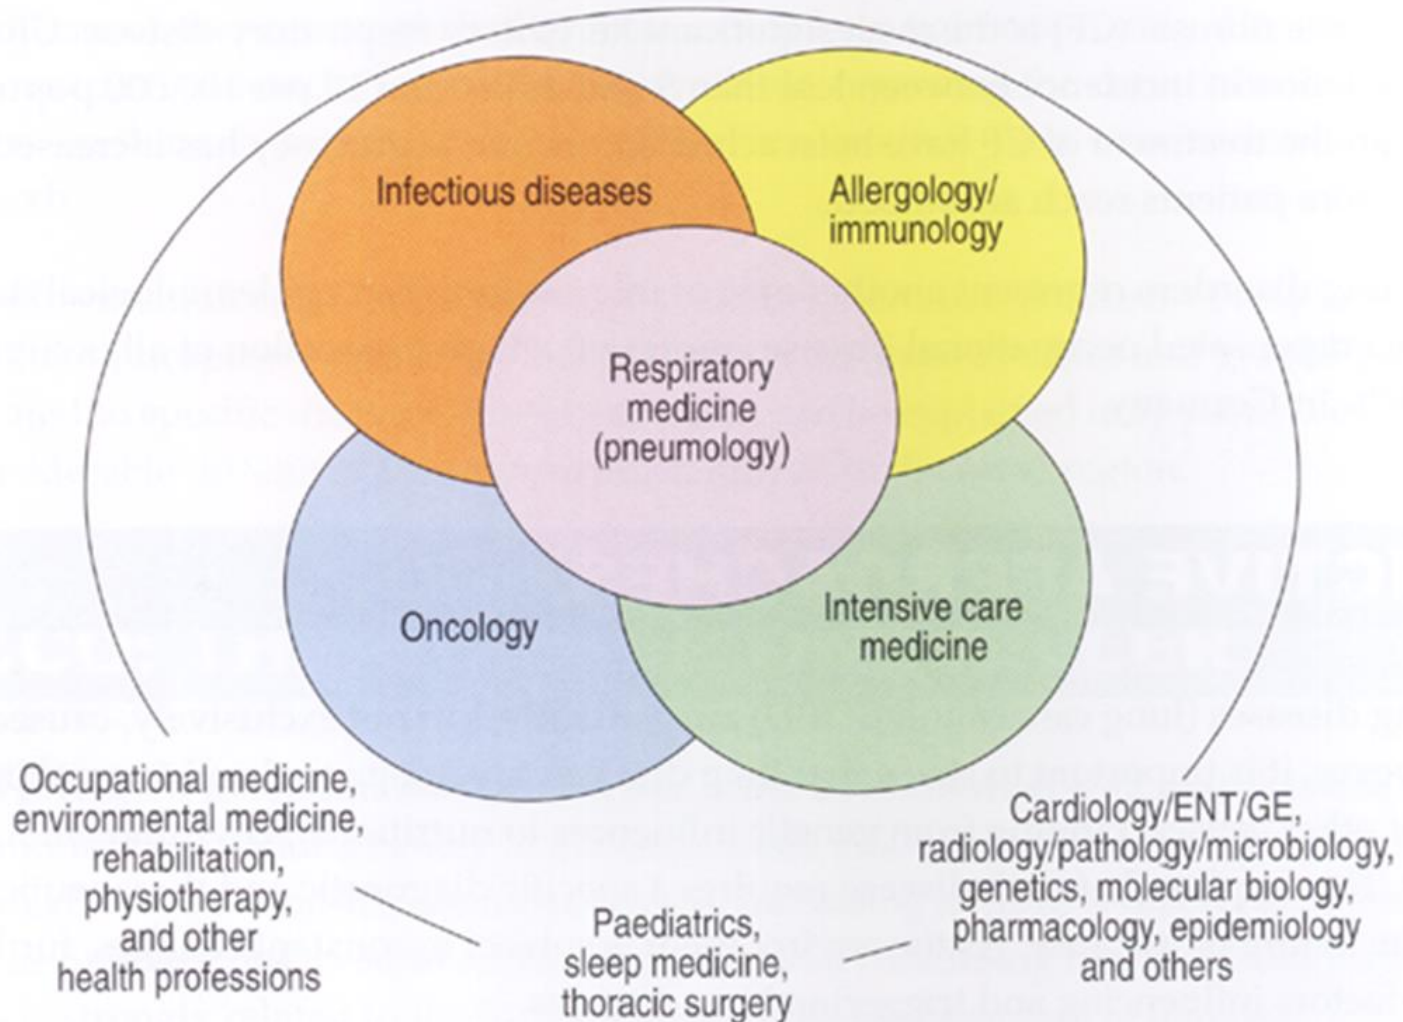 Infectious diseases
Allergology/
immunology
Respiratory
medicine
(pneumology)
Oncology
Intensive care
medicine
Occupational medicine,
environmental medicine,
rehabilitation,
physiotherapy,
and other
health professions
Paediatrics,
sleep medicine,
thoracic surgery
Cardiology/ENT/GE,
radiology/pathology/microbiology,
genetics, molecular biology,
pharmacology, epidemiology
and others